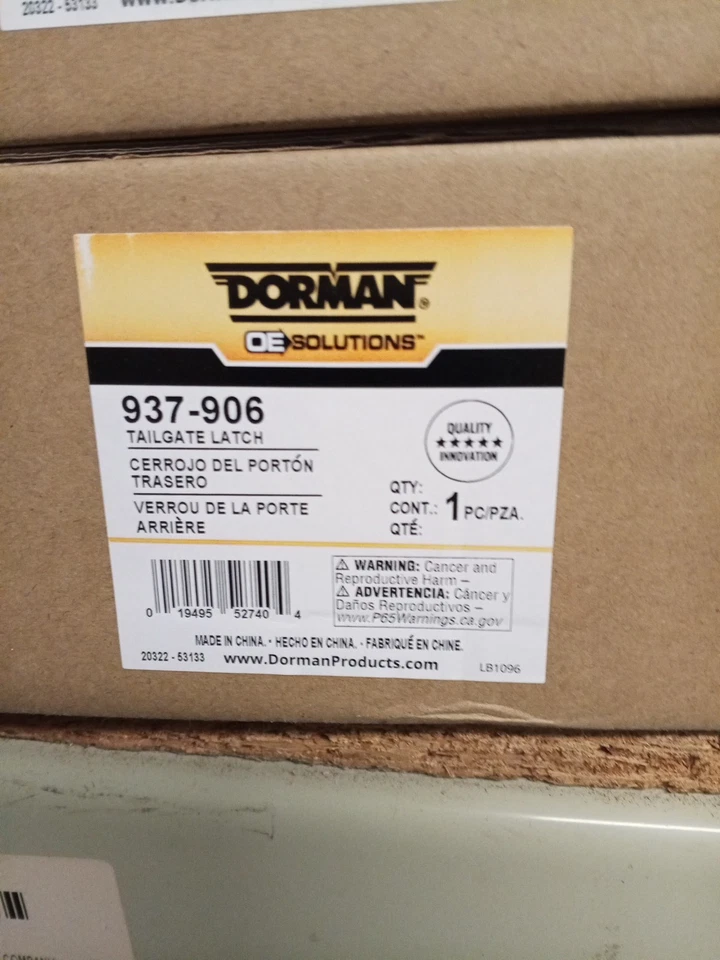 20322 - 53133
DORMAN®
OE SOLUTIONS™
937-906
TAILGATE LATCH
CERROJO DEL PORTÓN
TRASERO
VERROU DE LA PORTE
ARRIÈRE
QUALITY
★★★★★
INNOVATION
QTY:
CONT.: 1 PC/PZA.
QTÉ:
⚠ WARNING: Cancer and
Reproductive Harm –
⚠ ADVERTENCIA: Cáncer y
Daños Reproductivos –
www.P65Warnings.ca.gov
0 19495 52740 4
MADE IN CHINA. · HECHO EN CHINA. · FABRIQUÉ EN CHINE.
20322 - 53133 www.DormanProducts.com LB1096